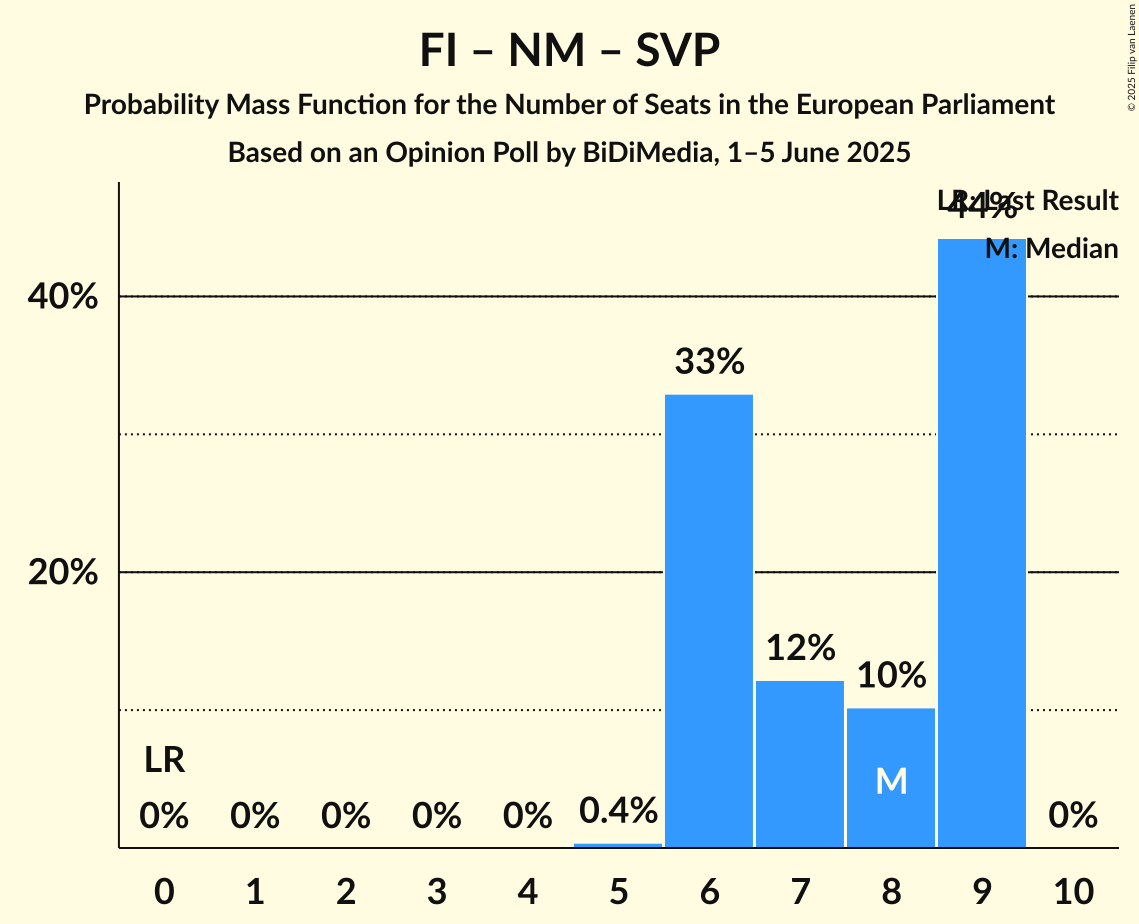 FI – NM – SVP
Probability Mass Function for the Number of Seats in the European Parliament
Based on an Opinion Poll by BiDiMedia, 1–5 June 2025
© 2025 Filip van Laenen
LR: Last Result
M: Median
44%
40%
33%
20%
12%
10%
LR
M
0%
0%
0%
0%
0%
0.4%
0%
0 1 2 3 4 5 6 7 8 9 10